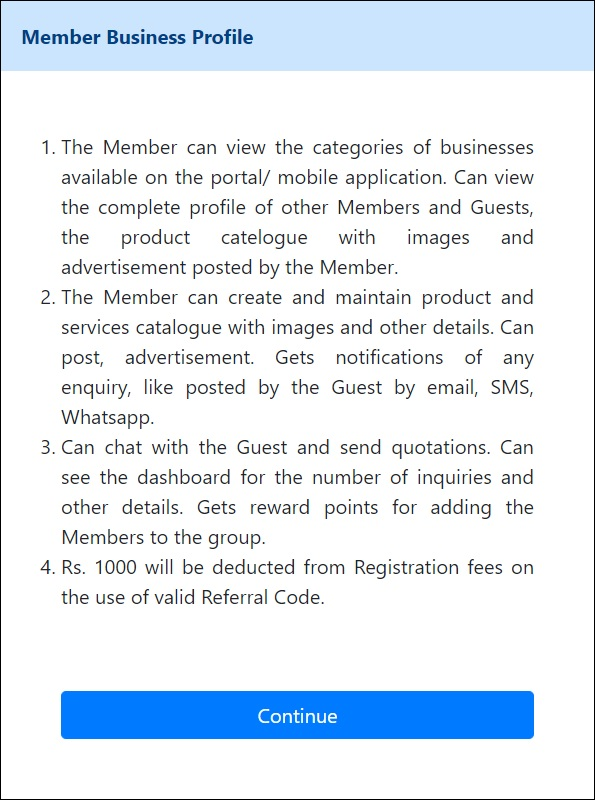 Member Business Profile
1. The Member can view the categories of businesses
available on the portal/ mobile application. Can view
the complete profile of other Members and Guests,
the product catelogue with images and
advertisement posted by the Member.
2. The Member can create and maintain product and
services catalogue with images and other details. Can
post, advertisement. Gets notifications of any
enquiry, like posted by the Guest by email, SMS,
Whatsapp.
3. Can chat with the Guest and send quotations. Can
see the dashboard for the number of inquiries and
other details. Gets reward points for adding the
Members to the group.
4. Rs. 1000 will be deducted from Registration fees on
the use of valid Referral Code.
Continue